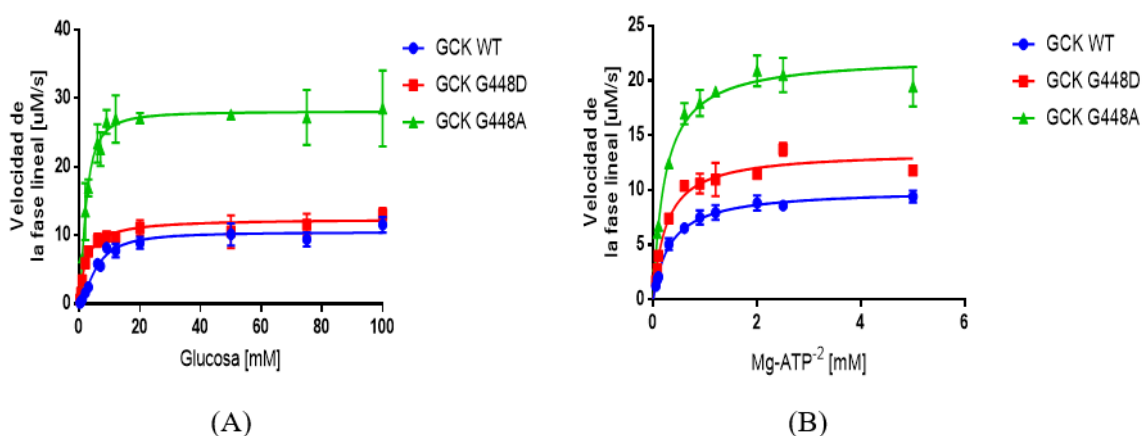 Velocidad de
la fase lineal [uM/s]
40
30
20
10
0
0
20
40
60
80
100
Glucosa [mM]
GCK WT
GCK G448D
GCK G448A
(A)
Velocidad de
la fase lineal [uM/s]
25
20
15
10
5
0
0
2
4
6
Mg-ATP⁻² [mM]
GCK WT
GCK G448D
GCK G448A
(B)